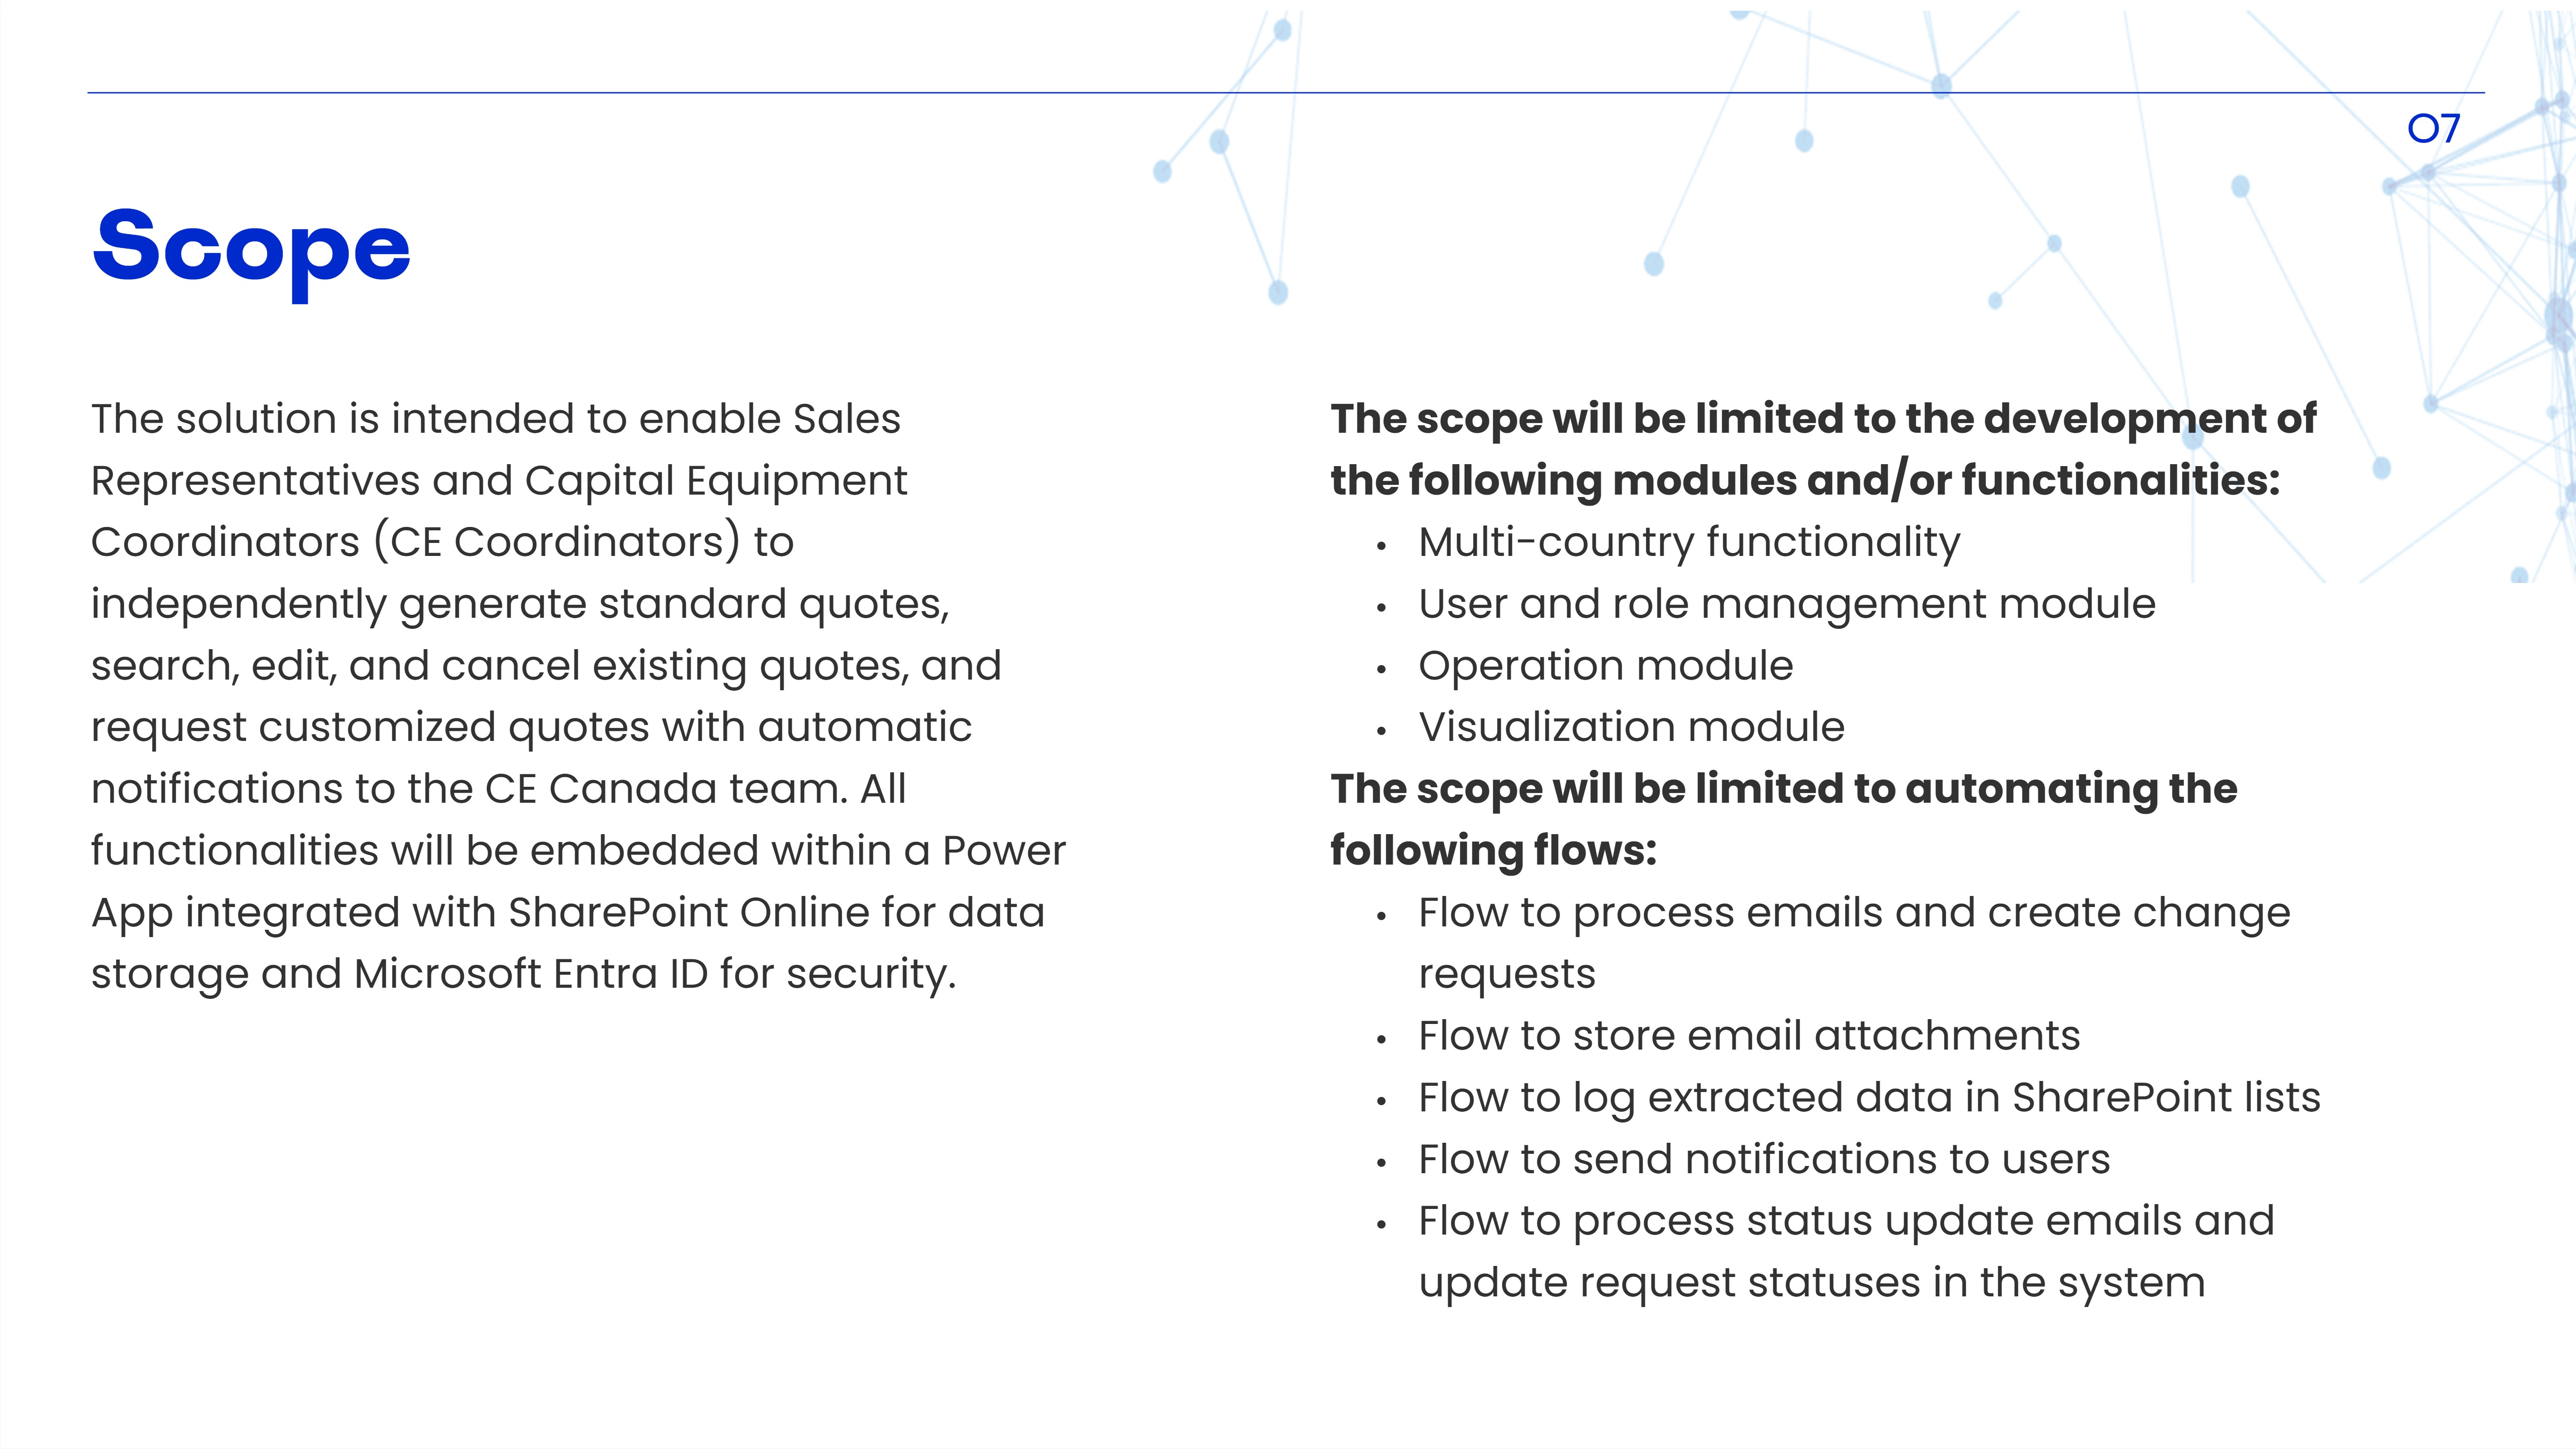 07
Scope
The solution is intended to enable Sales
Representatives and Capital Equipment
Coordinators (CE Coordinators) to
independently generate standard quotes,
search, edit, and cancel existing quotes, and
request customized quotes with automatic
notifications to the CE Canada team. All
functionalities will be embedded within a Power
App integrated with SharePoint Online for data
storage and Microsoft Entra ID for security.
The scope will be limited to the development of
the following modules and/or functionalities:
• Multi-country functionality
• User and role management module
• Operation module
• Visualization module
The scope will be limited to automating the
following flows:
• Flow to process emails and create change
requests
• Flow to store email attachments
• Flow to log extracted data in SharePoint lists
• Flow to send notifications to users
• Flow to process status update emails and
update request statuses in the system